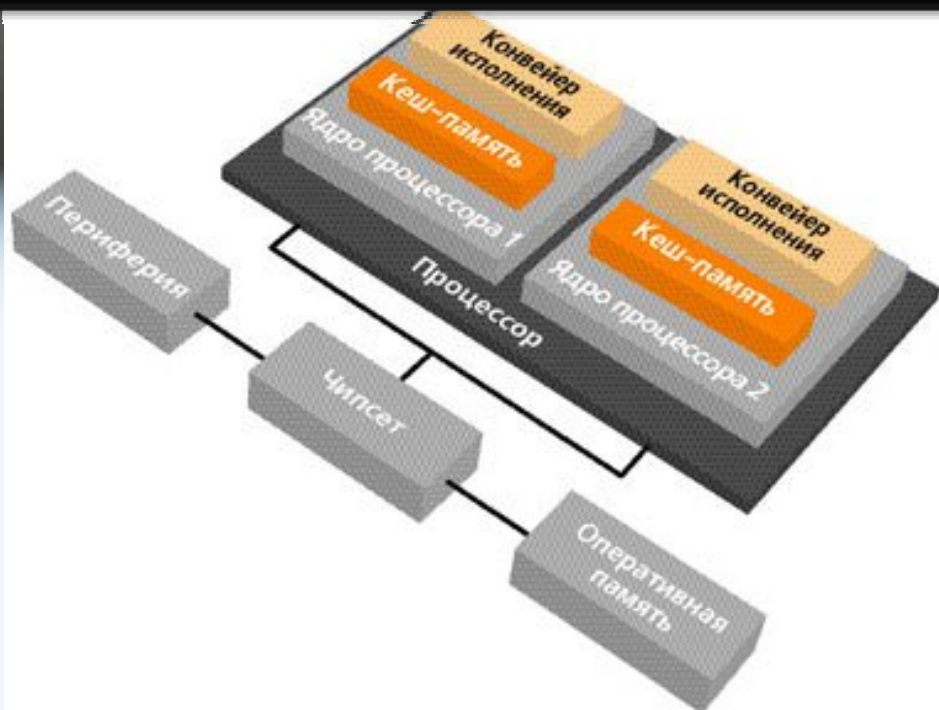 Конвейер
исполнения
Кеш-память
Ядро процессора 1
Конвейер
исполнения
Кеш-память
Ядро процессора 2
Процессор
Периферия
Чипсет
Оперативная
память